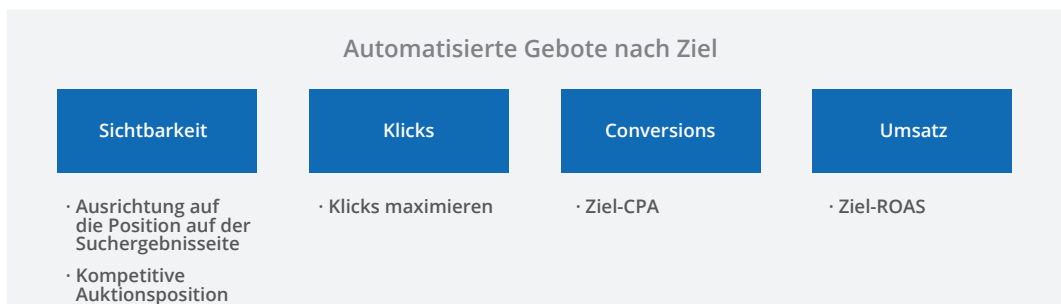 Automatisierte Gebote nach Ziel
Sichtbarkeit
Klicks
Conversions
Umsatz
· Ausrichtung auf
die Position auf der
Suchergebnisseite
· Kompetitive
Auktionsposition
· Klicks maximieren
· Ziel-CPA
· Ziel-ROAS